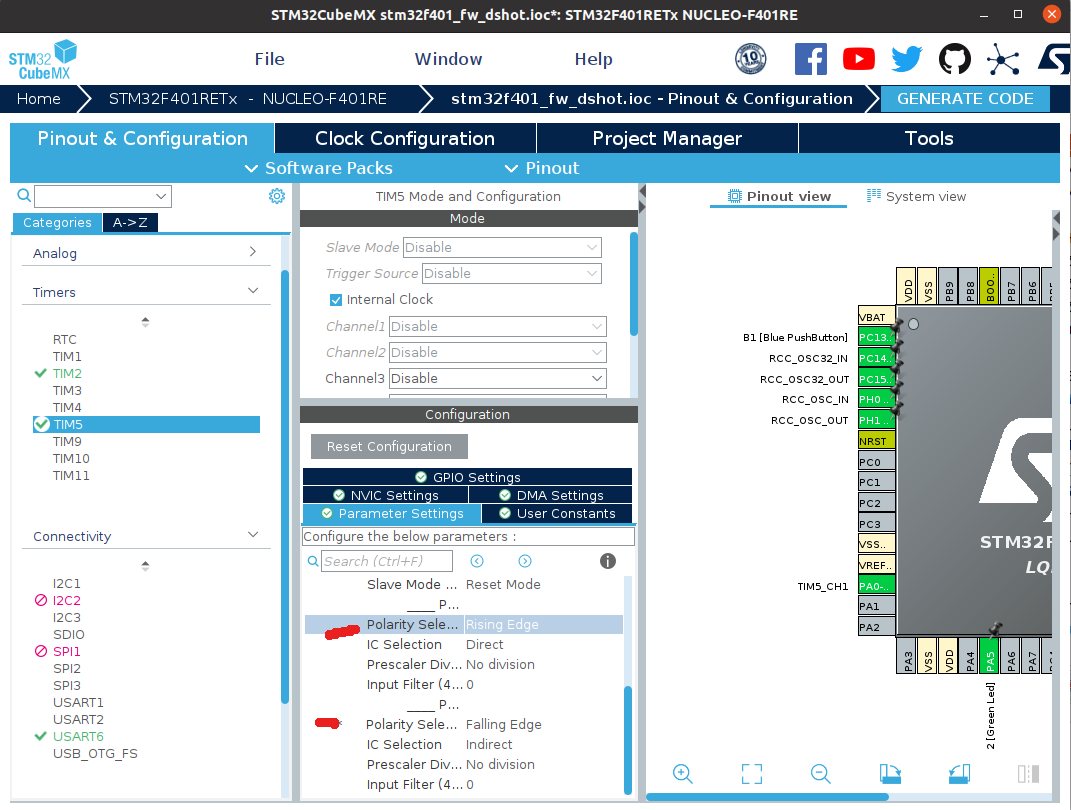 STM32CubeMX stm32f401_fw_dshot.ioc*: STM32F401RETx NUCLEO-F401RE
STM32
CubeMX
File
Window
Help
10
Home
STM32F401RETx - NUCLEO-F401RE
stm32f401_fw_dshot.ioc - Pinout & Configuration
GENERATE CODE
Pinout & Configuration
Clock Configuration
Project Manager
Tools
Software Packs
Pinout
Categories
A->Z
Analog
Timers
RTC
TIM1
TIM2
TIM3
TIM4
TIM5
TIM9
TIM10
TIM11
Connectivity
I2C1
I2C2
I2C3
SDIO
SPI1
SPI2
SPI3
USART1
USART2
USART6
USB_OTG_FS
TIM5 Mode and Configuration
Mode
Slave Mode Disable
Trigger Source Disable
Internal Clock
Channel1 Disable
Channel2 Disable
Channel3 Disable
Configuration
Reset Configuration
GPIO Settings
NVIC Settings
DMA Settings
Parameter Settings
User Constants
Configure the below parameters :
Search (Ctrl+F)
Slave Mode ... Reset Mode
____ P...
Polarity Sele... Rising Edge
IC Selection Direct
Prescaler Div... No division
Input Filter (4... 0
____ P...
Polarity Sele... Falling Edge
IC Selection Indirect
Prescaler Div... No division
Input Filter (4... 0
Pinout view
System view
VDD
VSS
PB9
PB8
BOO..
PB7
PB6
VBAT
B1 [Blue PushButton]
PC13..
RCC_OSC32_IN
PC14..
RCC_OSC32_OUT
PC15..
RCC_OSC_IN
PH0 ..
RCC_OSC_OUT
PH1 ..
NRST
PC0
PC1
PC2
PC3
VSS..
VREF..
TIM5_CH1
PA0-..
PA1
PA2
STM32F
LQ
PA3
VSS
VDD
PA4
PA5
PA6
PA7
2 [Green Led]